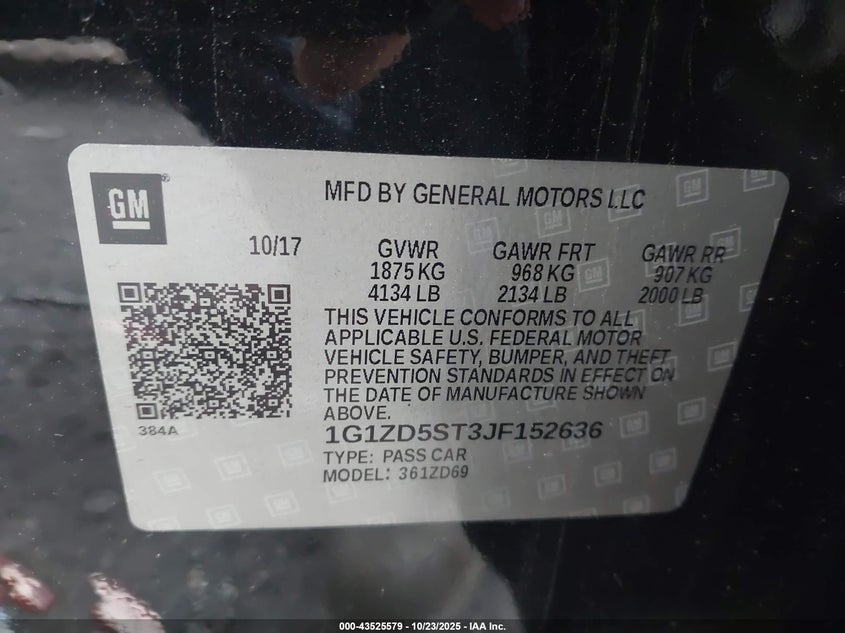 GM®
MFD BY GENERAL MOTORS LLC
10/17 GVWR GAWR FRT GAWR RR
1875 KG 968 KG 907 KG
4134 LB 2134 LB 2000 LB
THIS VEHICLE CONFORMS TO ALL
APPLICABLE U.S. FEDERAL MOTOR
VEHICLE SAFETY, BUMPER, AND THEFT
PREVENTION STANDARDS IN EFFECT ON
THE DATE OF MANUFACTURE SHOWN
ABOVE.
384A
1G1ZD5ST3JF152636
TYPE: PASS CAR
MODEL: 361ZD69
000-43525579 - 10/23/2025 - IAA Inc.